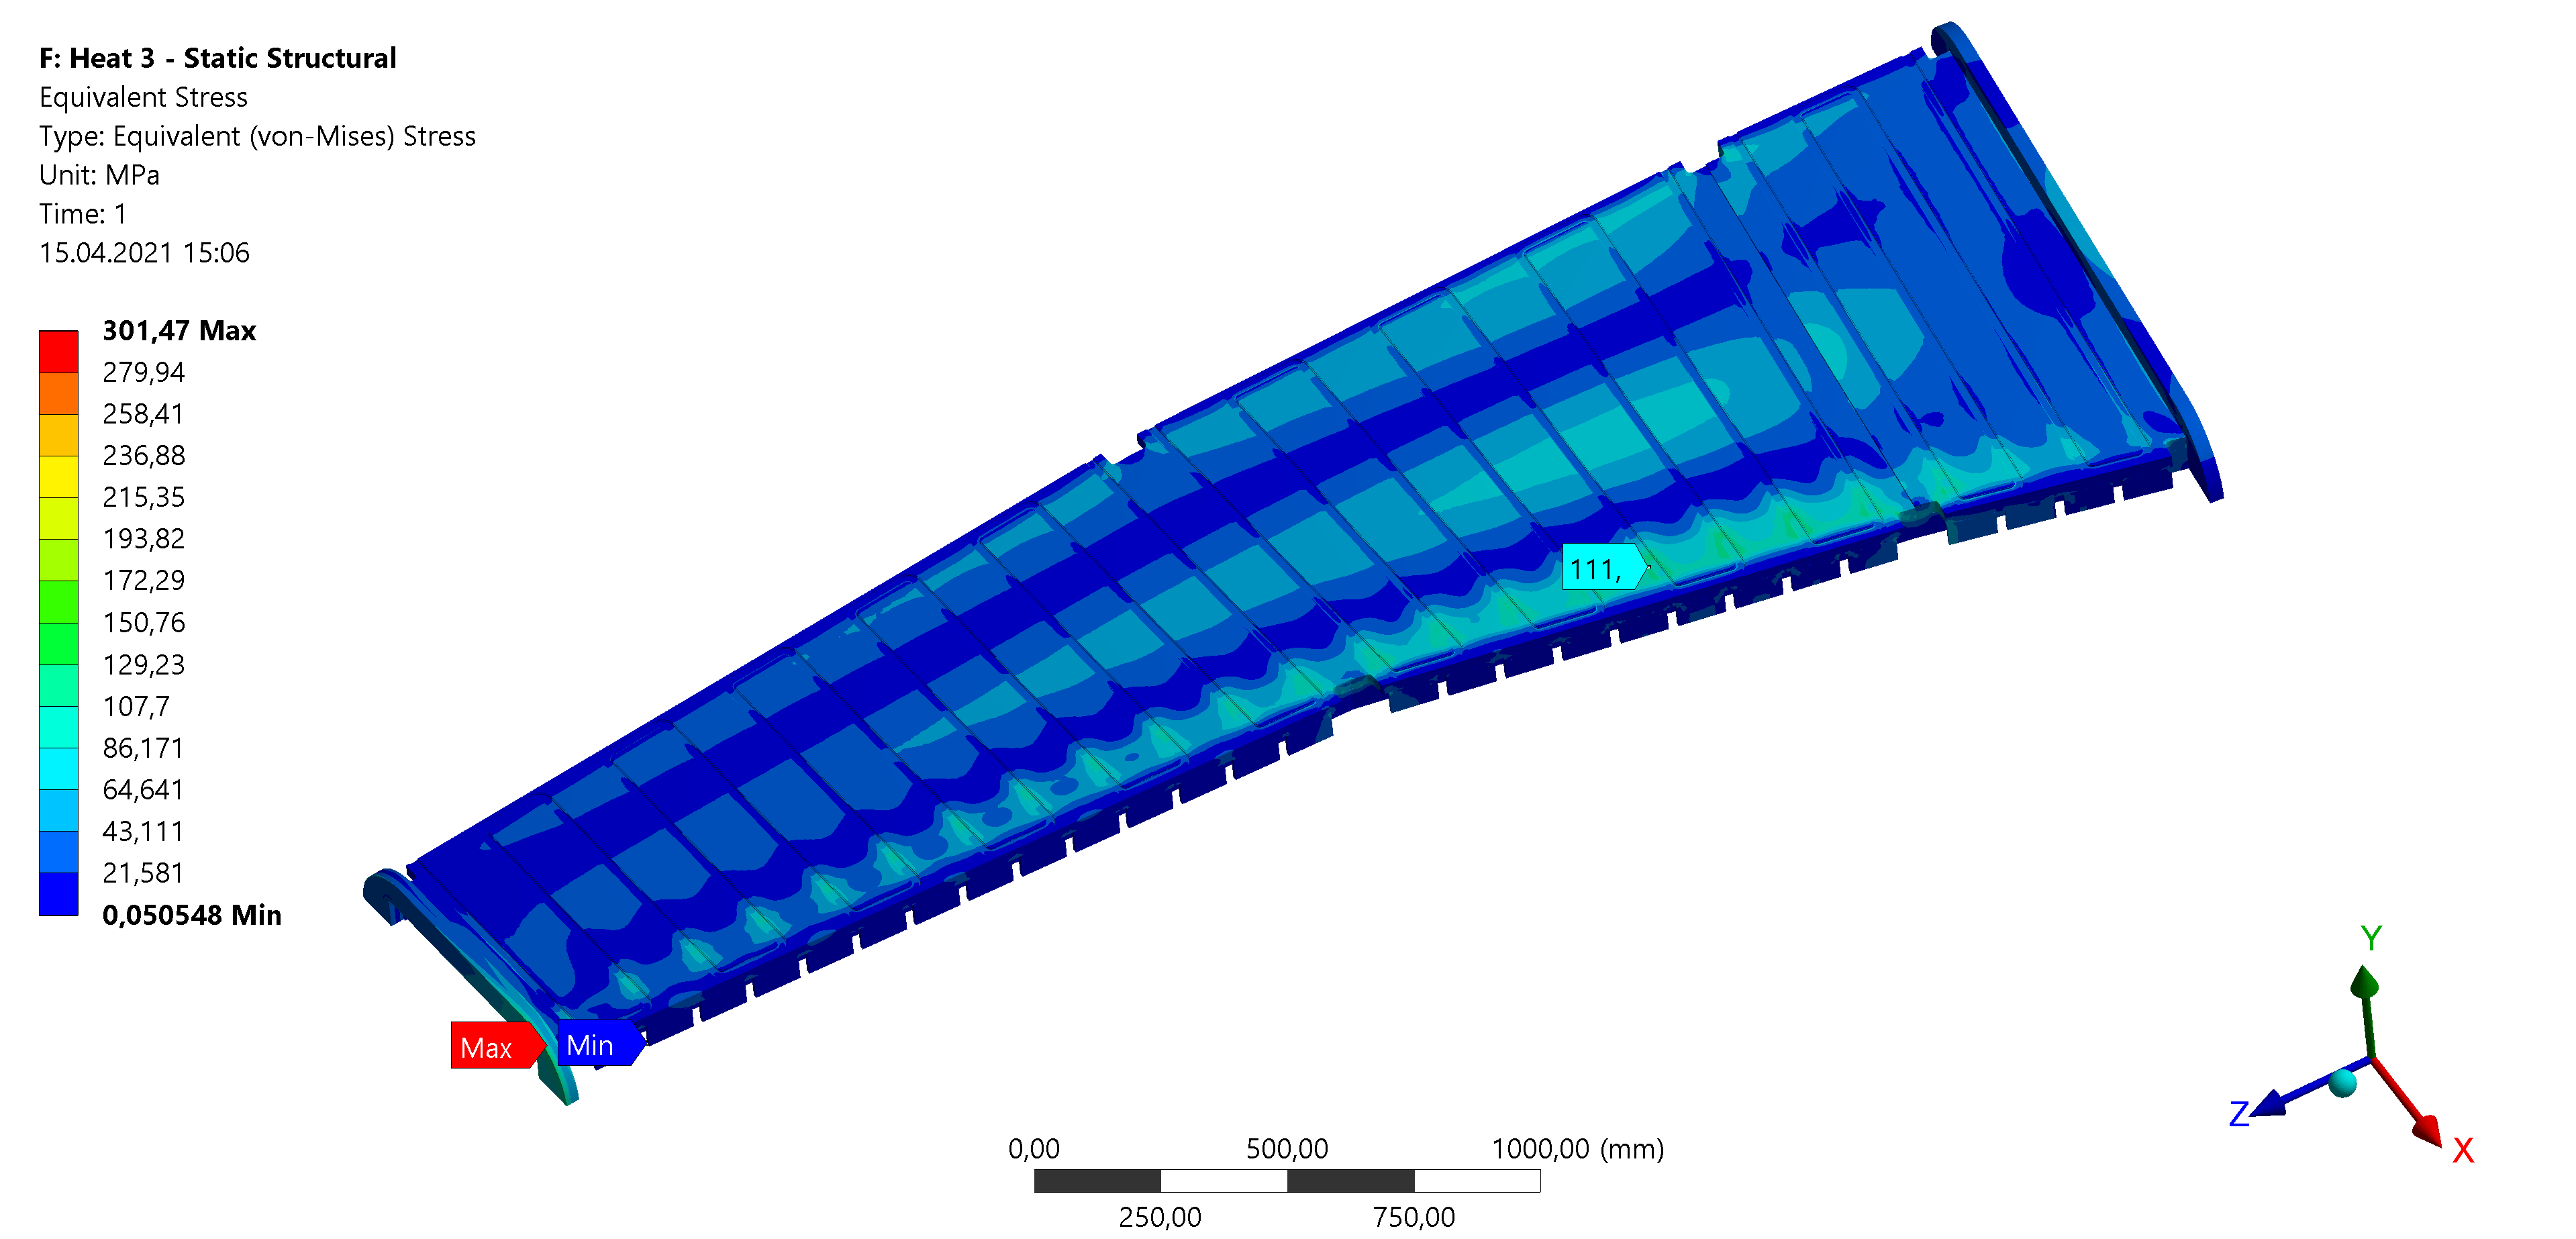 F: Heat 3 - Static Structural
Equivalent Stress
Type: Equivalent (von-Mises) Stress
Unit: MPa
Time: 1
15.04.2021 15:06
301,47 Max
279,94
258,41
236,88
215,35
193,82
172,29
150,76
129,23
107,7
86,171
64,641
43,111
21,581
0,050548 Min
111,
Max
Min
0,00
500,00
1000,00 (mm)
250,00
750,00
Y
Z
X